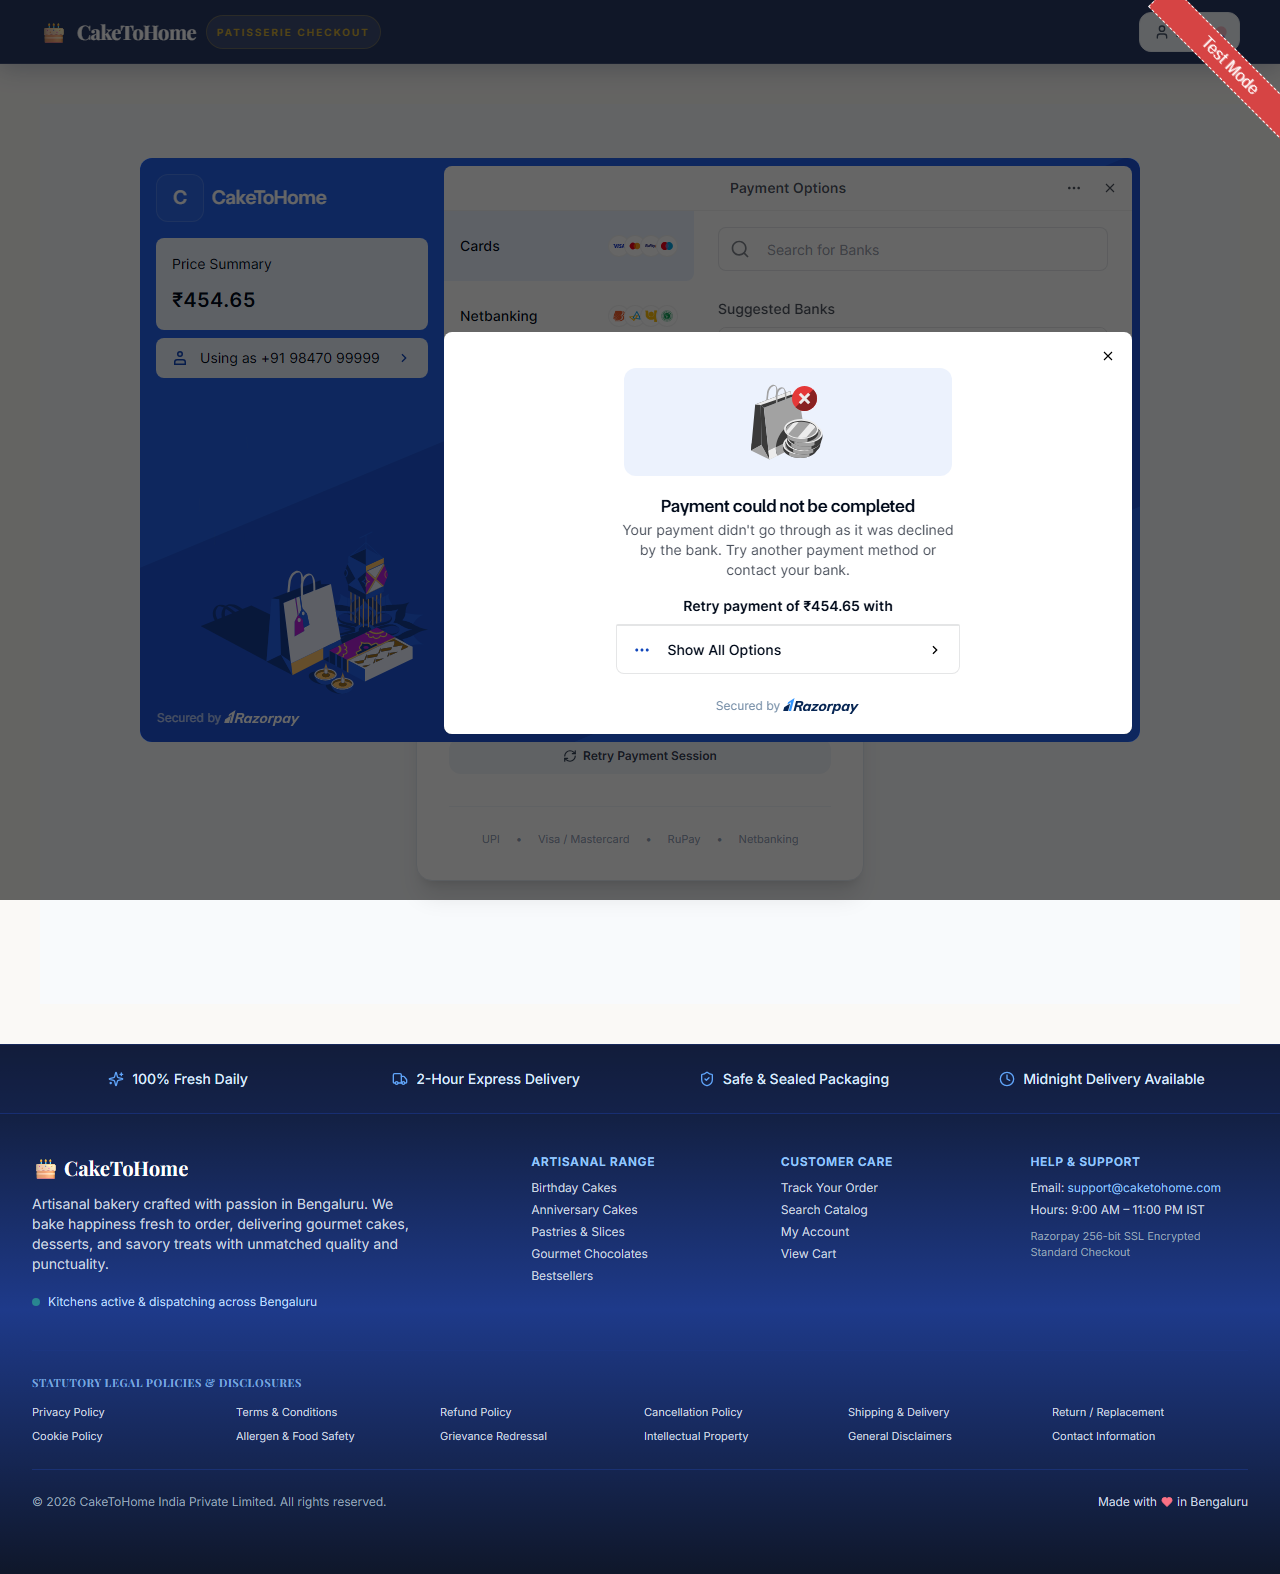 CakeToHome
PATISSERIE CHECKOUT
Test Mode
C
CakeToHome
Price Summary
₹454.65
Using as +91 98470 99999
Secured by Razorpay
Payment Options
Cards
VISA
Netbanking
Search for Banks
Suggested Banks
Payment could not be completed
Your payment didn't go through as it was declined
by the bank. Try another payment method or
contact your bank.
Retry payment of ₹454.65 with
Show All Options
Secured by Razorpay
Retry Payment Session
UPI • Visa / Mastercard • RuPay • Netbanking
100% Fresh Daily
2-Hour Express Delivery
Safe & Sealed Packaging
Midnight Delivery Available
CakeToHome
Artisanal bakery crafted with passion in Bengaluru. We
bake happiness fresh to order, delivering gourmet cakes,
desserts, and savory treats with unmatched quality and
punctuality.
Kitchens active & dispatching across Bengaluru
ARTISANAL RANGE
Birthday Cakes
Anniversary Cakes
Pastries & Slices
Gourmet Chocolates
Bestsellers
CUSTOMER CARE
Track Your Order
Search Catalog
My Account
View Cart
HELP & SUPPORT
Email: support@caketohome.com
Hours: 9:00 AM – 11:00 PM IST
Razorpay 256-bit SSL Encrypted
Standard Checkout
STATUTORY LEGAL POLICIES & DISCLOSURES
Privacy Policy
Terms & Conditions
Refund Policy
Cancellation Policy
Shipping & Delivery
Return / Replacement
Cookie Policy
Allergen & Food Safety
Grievance Redressal
Intellectual Property
General Disclaimers
Contact Information
© 2026 CakeToHome India Private Limited. All rights reserved.
Made with ❤ in Bengaluru